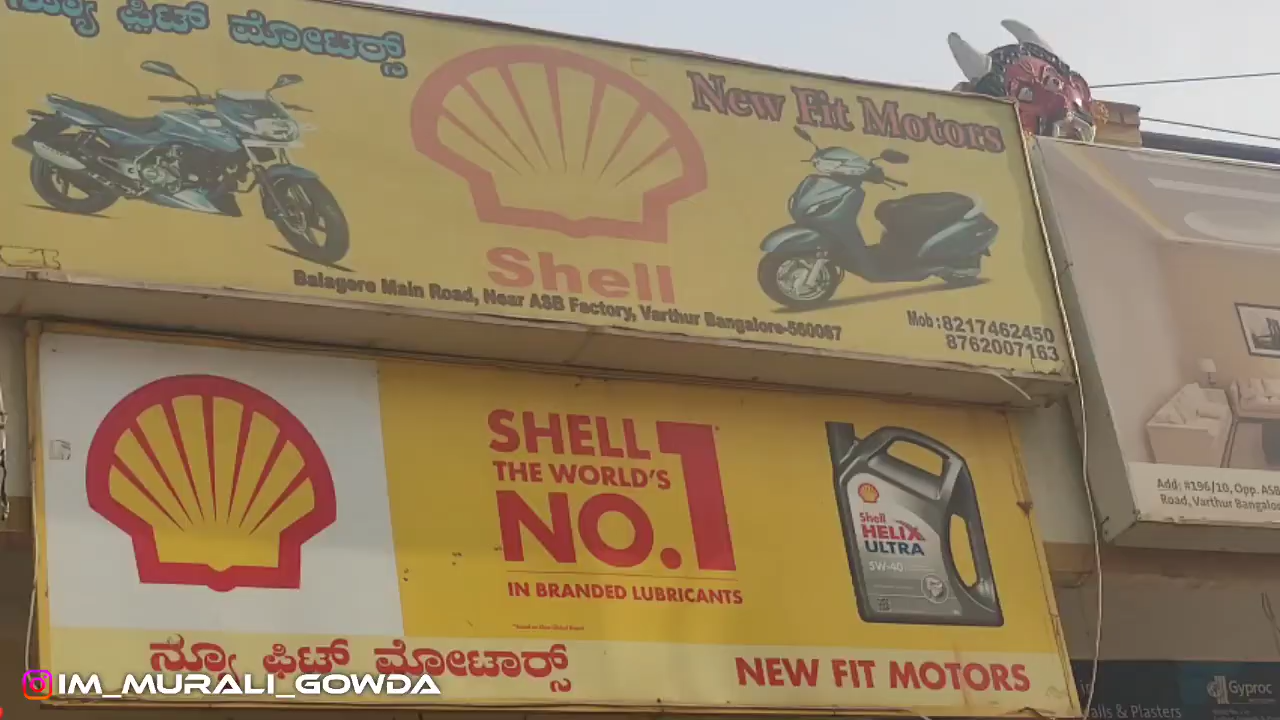 ನ್ಯೂ ಫಿಟ್ ಮೋಟರ್ಸ್
New Fit Motors
Shell
Balagere Main Road, Near ASB Factory, Varthur Bangalore-560087
Mob:8217462450
8762007163
SHELL
THE WORLD'S
NO.1
IN BRANDED LUBRICANTS
Shell
HELIX
ULTRA
5W-40
ನ್ಯೂ ಫಿಟ್ ಮೋಟಾರ್ಸ್
NEW FIT MOTORS
Add: #196/10, Opp. ASB
Road, Varthur Bangalo
Gyproc
alls & Plasters
IM_MURALI_GOWDA